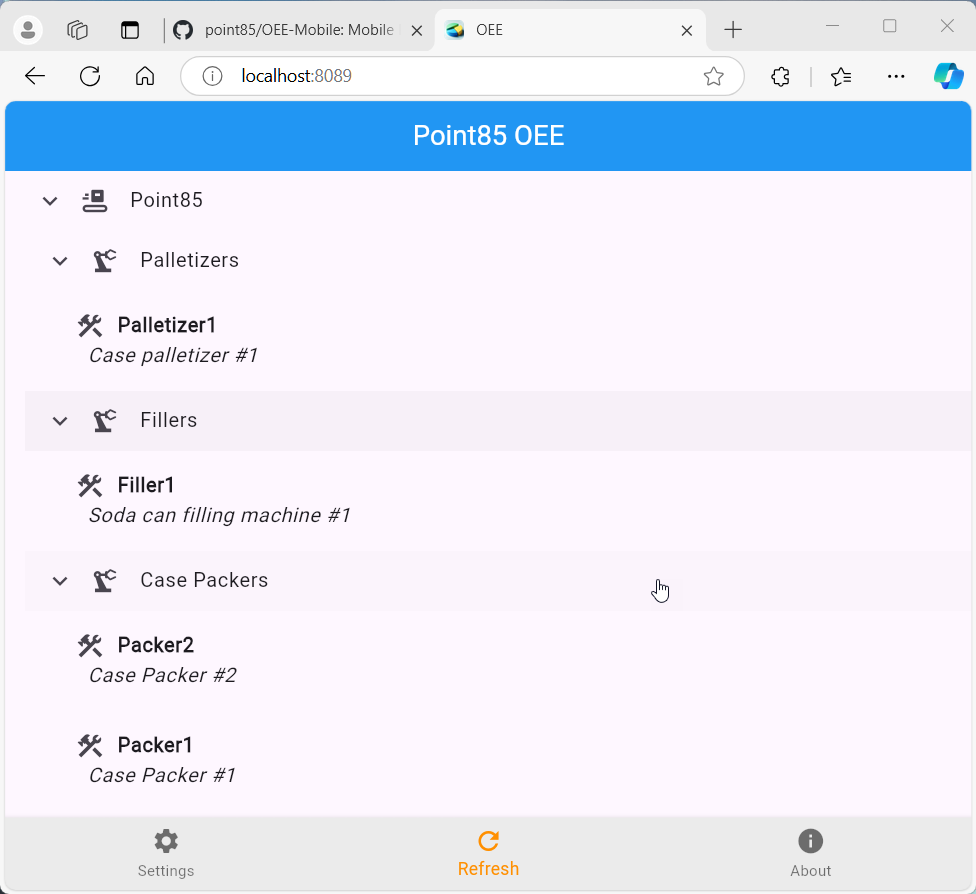 point85/OEE-Mobile: Mobile
OEE
localhost:8089
Point85 OEE
Point85
Palletizers
Palletizer1
Case palletizer #1
Fillers
Filler1
Soda can filling machine #1
Case Packers
Packer2
Case Packer #2
Packer1
Case Packer #1
Settings
Refresh
About